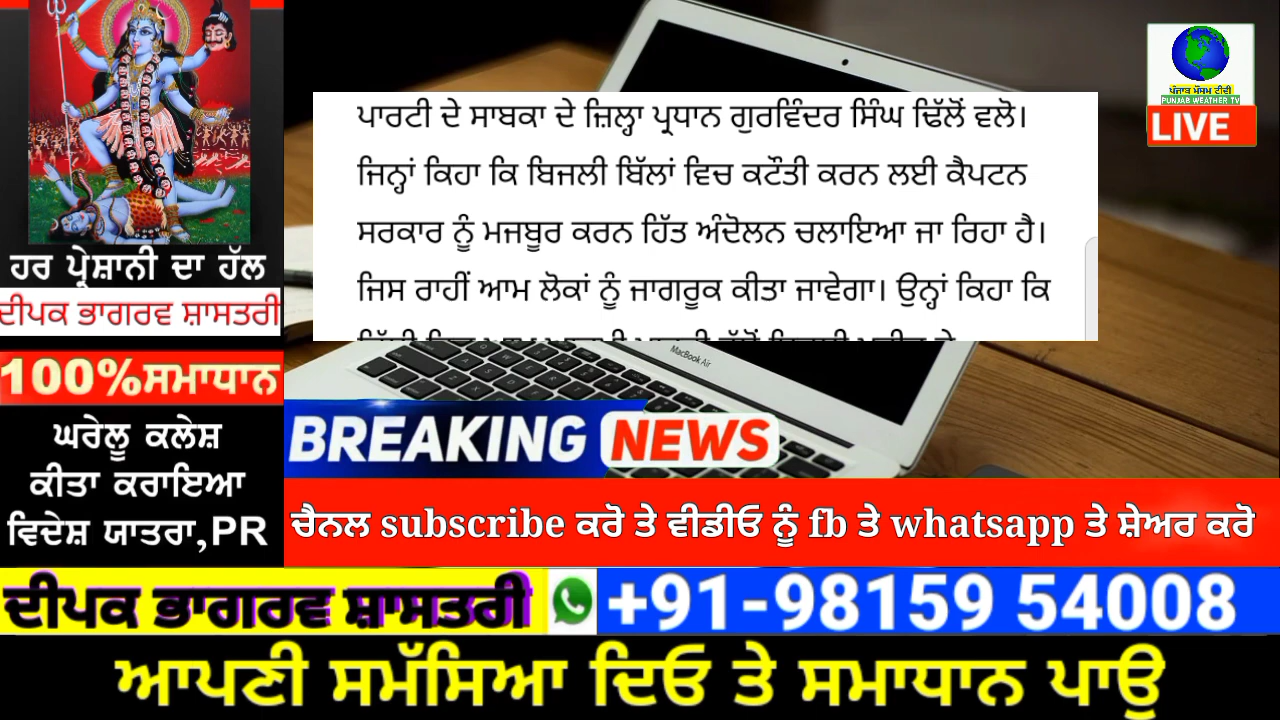 ਪੰਜਾਬ ਮੌਸਮ ਟੀਵੀ
PUNJAB WEATHER TV
LIVE
ਪਾਰਟੀ ਦੇ ਸਾਬਕਾ ਦੇ ਜ਼ਿਲ੍ਹਾ ਪ੍ਰਧਾਨ ਗੁਰਵਿੰਦਰ ਸਿੰਘ ਢਿੱਲੋਂ ਵਲੋ।
ਜਿਨ੍ਹਾਂ ਕਿਹਾ ਕਿ ਬਿਜਲੀ ਬਿੱਲਾਂ ਵਿਚ ਕਟੌਤੀ ਕਰਨ ਲਈ ਕੈਪਟਨ
ਸਰਕਾਰ ਨੂੰ ਮਜਬੂਰ ਕਰਨ ਹਿੱਤ ਅੰਦੋਲਨ ਚਲਾਇਆ ਜਾ ਰਿਹਾ ਹੈ।
ਜਿਸ ਰਾਹੀਂ ਆਮ ਲੋਕਾਂ ਨੂੰ ਜਾਗਰੂਕ ਕੀਤਾ ਜਾਵੇਗਾ। ਉਨ੍ਹਾਂ ਕਿਹਾ ਕਿ
MacBook Air
ਹਰ ਪ੍ਰੇਸ਼ਾਨੀ ਦਾ ਹੱਲ
ਦੀਪਕ ਭਾਗਰਵ ਸ਼ਾਸਤਰੀ
100%ਸਮਾਧਾਨ
ਘਰੇਲੂ ਕਲੇਸ਼
ਕੀਤਾ ਕਰਾਇਆ
ਵਿਦੇਸ਼ ਯਾਤਰਾ,PR
BREAKING NEWS
ਚੈਨਲ subscribe ਕਰੋ ਤੇ ਵੀਡੀਓ ਨੂੰ fb ਤੇ whatsapp ਤੇ ਸ਼ੇਅਰ ਕਰੋ
ਦੀਪਕ ਭਾਗਰਵ ਸ਼ਾਸਤਰੀ +91-98159 54008
ਆਪਣੀ ਸਮੱਸਿਆ ਦਿਓ ਤੇ ਸਮਾਧਾਨ ਪਾਉ